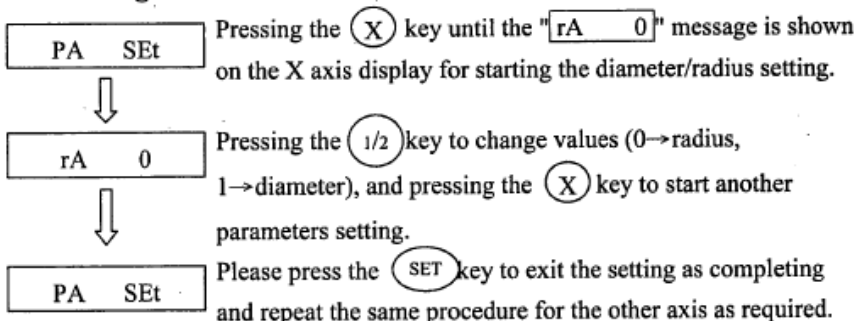 Pressing the X key until the "rA 0" message is shown
PA SEt
on the X axis display for starting the diameter/radius setting.
Pressing the 1/2 key to change values (0→radius,
rA 0
1→diameter), and pressing the X key to start another
parameters setting.
Please press the SET key to exit the setting as completing
PA SEt
and repeat the same procedure for the other axis as required.